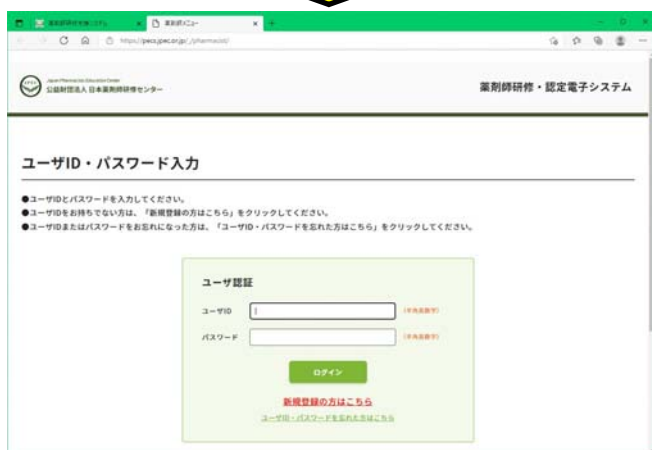 https://pecs.jpec.or.jp/_/pharmacist/
Japan Pharmacists Education Center
公益財団法人 日本薬剤師研修センター
薬剤師研修・認定電子システム
ユーザID・パスワード入力
●ユーザIDとパスワードを入力してください。
●ユーザIDをお持ちでない方は、「新規登録の方はこちら」をクリックしてください。
●ユーザIDまたはパスワードをお忘れになった方は、「ユーザID・パスワードを忘れた方はこちら」をクリックしてください。
ユーザ認証
ユーザID
(半角英数字)
パスワード
(半角英数字)
ログイン
新規登録の方はこちら
ユーザID・パスワードを忘れた方はこちら